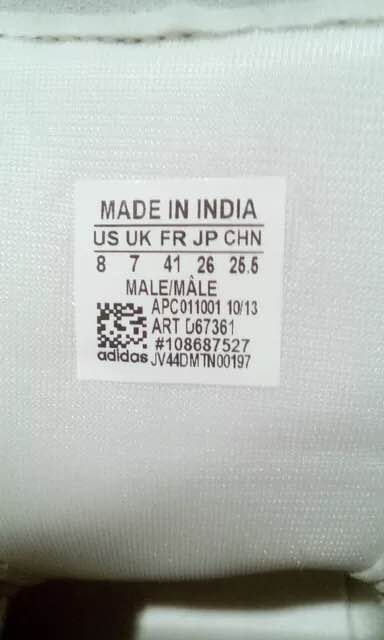 MADE IN INDIA
US UK FR JP CHN
8 7 41 26 25.5
MALE/MÂLE
APC011001 10/13
ART D67361
#108687527
adidas JV44DMTN00197